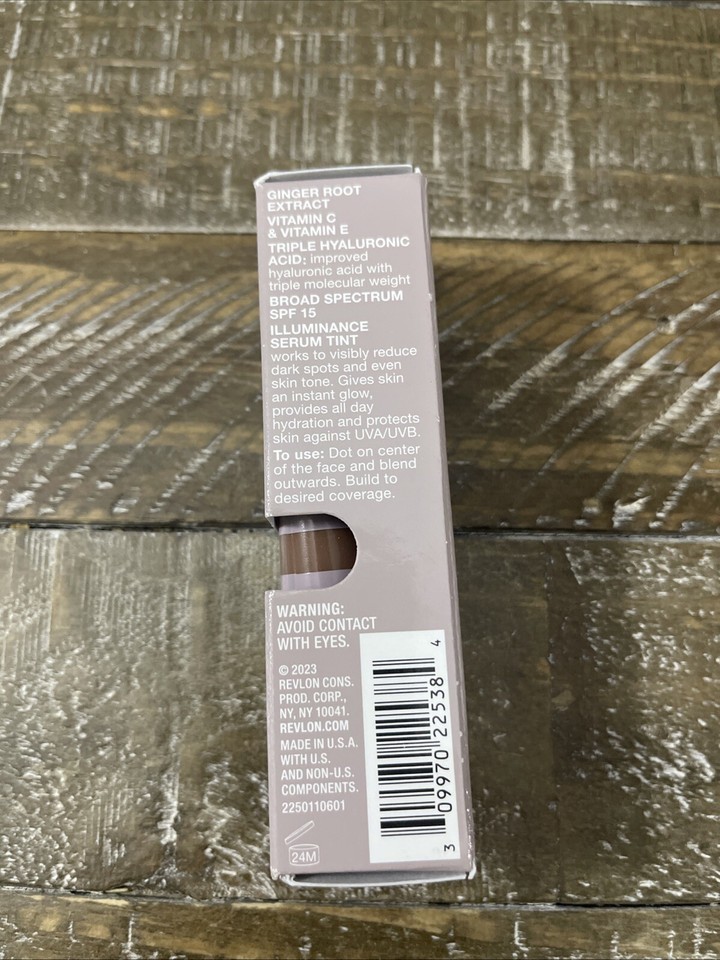 GINGER ROOT
EXTRACT
VITAMIN C
& VITAMIN E
TRIPLE HYALURONIC
ACID: improved
hyaluronic acid with
triple molecular weight
BROAD SPECTRUM
SPF 15
ILLUMINANCE
SERUM TINT
works to visibly reduce
dark spots and even
skin tone. Gives skin
an instant glow,
provides all day
hydration and protects
skin against UVA/UVB.
To use: Dot on center
of the face and blend
outwards. Build to
desired coverage.
WARNING:
AVOID CONTACT
WITH EYES.
© 2023
REVLON CONS.
PROD. CORP.,
NY, NY 10041.
REVLON.COM
MADE IN U.S.A.
WITH U.S.
AND NON-U.S.
COMPONENTS.
2250110601
24M
3 09970 22538 4